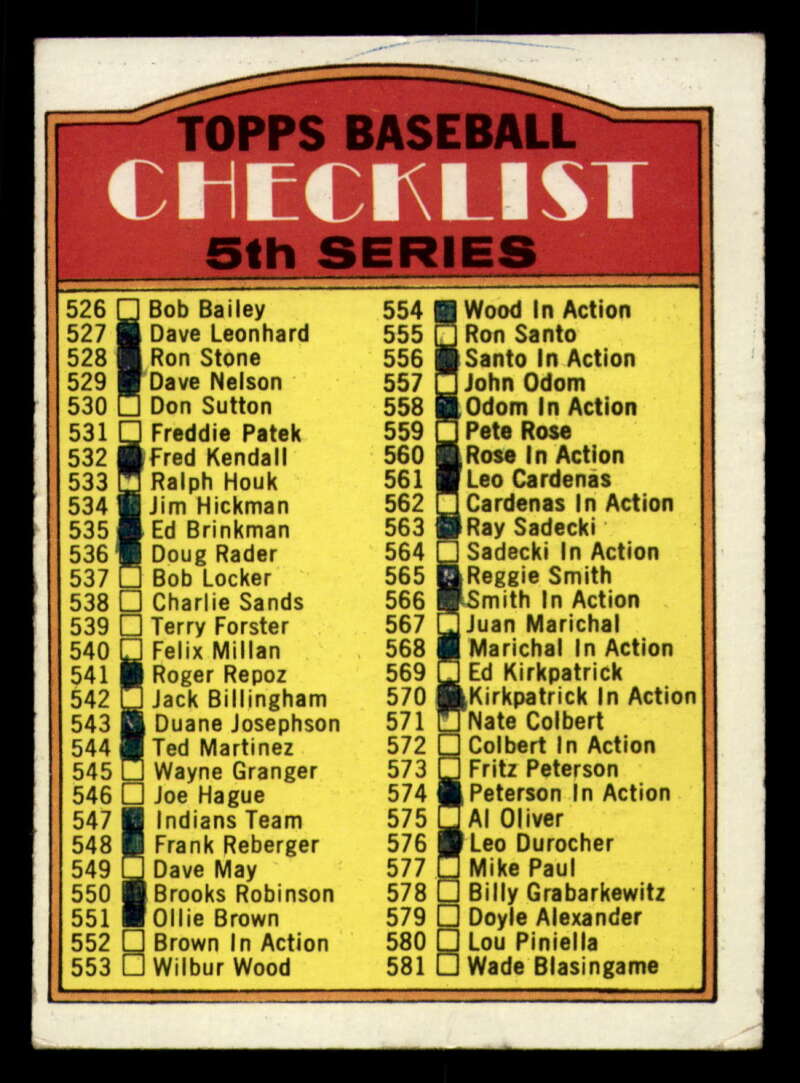 TOPPS BASEBALL
CHECKLIST
5th SERIES
526 Bob Bailey
527 Dave Leonhard
528 Ron Stone
529 Dave Nelson
530 Don Sutton
531 Freddie Patek
532 Fred Kendall
533 Ralph Houk
534 Jim Hickman
535 Ed Brinkman
536 Doug Rader
537 Bob Locker
538 Charlie Sands
539 Terry Forster
540 Felix Millan
541 Roger Repoz
542 Jack Billingham
543 Duane Josephson
544 Ted Martinez
545 Wayne Granger
546 Joe Hague
547 Indians Team
548 Frank Reberger
549 Dave May
550 Brooks Robinson
551 Ollie Brown
552 Brown In Action
553 Wilbur Wood
554 Wood In Action
555 Ron Santo
556 Santo In Action
557 John Odom
558 Odom In Action
559 Pete Rose
560 Rose In Action
561 Leo Cardenas
562 Cardenas In Action
563 Ray Sadecki
564 Sadecki In Action
565 Reggie Smith
566 Smith In Action
567 Juan Marichal
568 Marichal In Action
569 Ed Kirkpatrick
570 Kirkpatrick In Action
571 Nate Colbert
572 Colbert In Action
573 Fritz Peterson
574 Peterson In Action
575 Al Oliver
576 Leo Durocher
577 Mike Paul
578 Billy Grabarkewitz
579 Doyle Alexander
580 Lou Piniella
581 Wade Blasingame